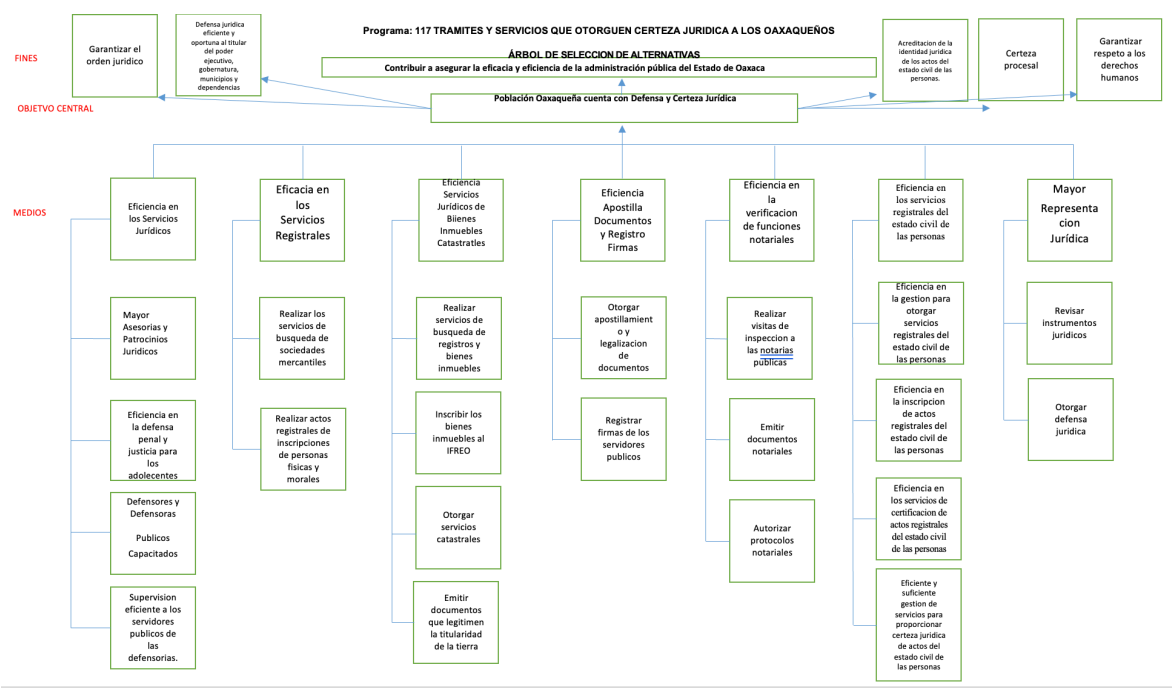 Programa: 117 TRAMITES Y SERVICIOS QUE OTORGUEN CERTEZA JURIDICA A LOS OAXAQUEÑOS
ÁRBOL DE SELECCION DE ALTERNATIVAS
FINES
Garantizar el
orden juridico
Defensa juridica
eficiente y
oportuna al titular
del poder
ejecutivo,
gobernatura,
municipios y
dependencias
Contribuir a asegurar la eficacia y eficiencia de la administración pública del Estado de Oaxaca
Acreditacion de la
identidad juridica
de los actos del
estado civil de las
personas.
Certeza
procesal
Garantizar
respeto a los
derechos
humanos
OBJETVO CENTRAL
Población Oaxaqueña cuenta con Defensa y Certeza Jurídica
MEDIOS
Eficiencia en
los Servicios
Jurídicos
Mayor
Asesorias y
Patrocinios
Juridicos
Eficiencia en
la defensa
penal y
justicia para
los
adolecentes
Defensores y
Defensoras
Publicos
Capacitados
Supervision
eficiente a los
servidores
publicos de
las
defensorias.
Eficacia en
los
Servicios
Registrales
Realizar los
servicios de
busqueda de
sociedades
mercantiles
Realizar actos
registrales de
inscripciones
de personas
fisicas y
morales
Eficiencia
Servicios
Jurídicos de
Biienes
Inmuebles
Catastratles
Realizar
servicios de
busqueda de
registros y
bienes
inmuebles
Inscribir los
bienes
inmuebles al
IFREO
Otorgar
servicios
catastrales
Emitir
documentos
que legitimen
la titularidad
de la tierra
Eficiencia
Apostilla
Documentos
y Registro
Firmas
Otorgar
apostillamient
o y
legalizacion
de
documentos
Registrar
firmas de los
servidores
publicos
Eficiencia en
la
verificacion
de funciones
notariales
Realizar
visitas de
inspeccion a
las notarias
públicas
Emitir
documentos
notariales
Autorizar
protocolos
notariales
Eficiencia en
los servicios
registrales del
estado civil de
las personas
Eficiencia en
la gestion para
otorgar
servicios
registrales del
estado civil de
las personas
Eficiencia en
la inscripcion
de actos
registrales del
estado civil de
las personas
Eficiencia en
los servicios de
certificacion de
actos registrales
del estado civil
de las personas
Eficiente y
suficiente
gestion de
servicios para
proporcionar
certeza juridica
de actos del
estado civil de
las personas
Mayor
Representa
cion
Jurídica
Revisar
instrumentos
juridicos
Otorgar
defensa
juridica